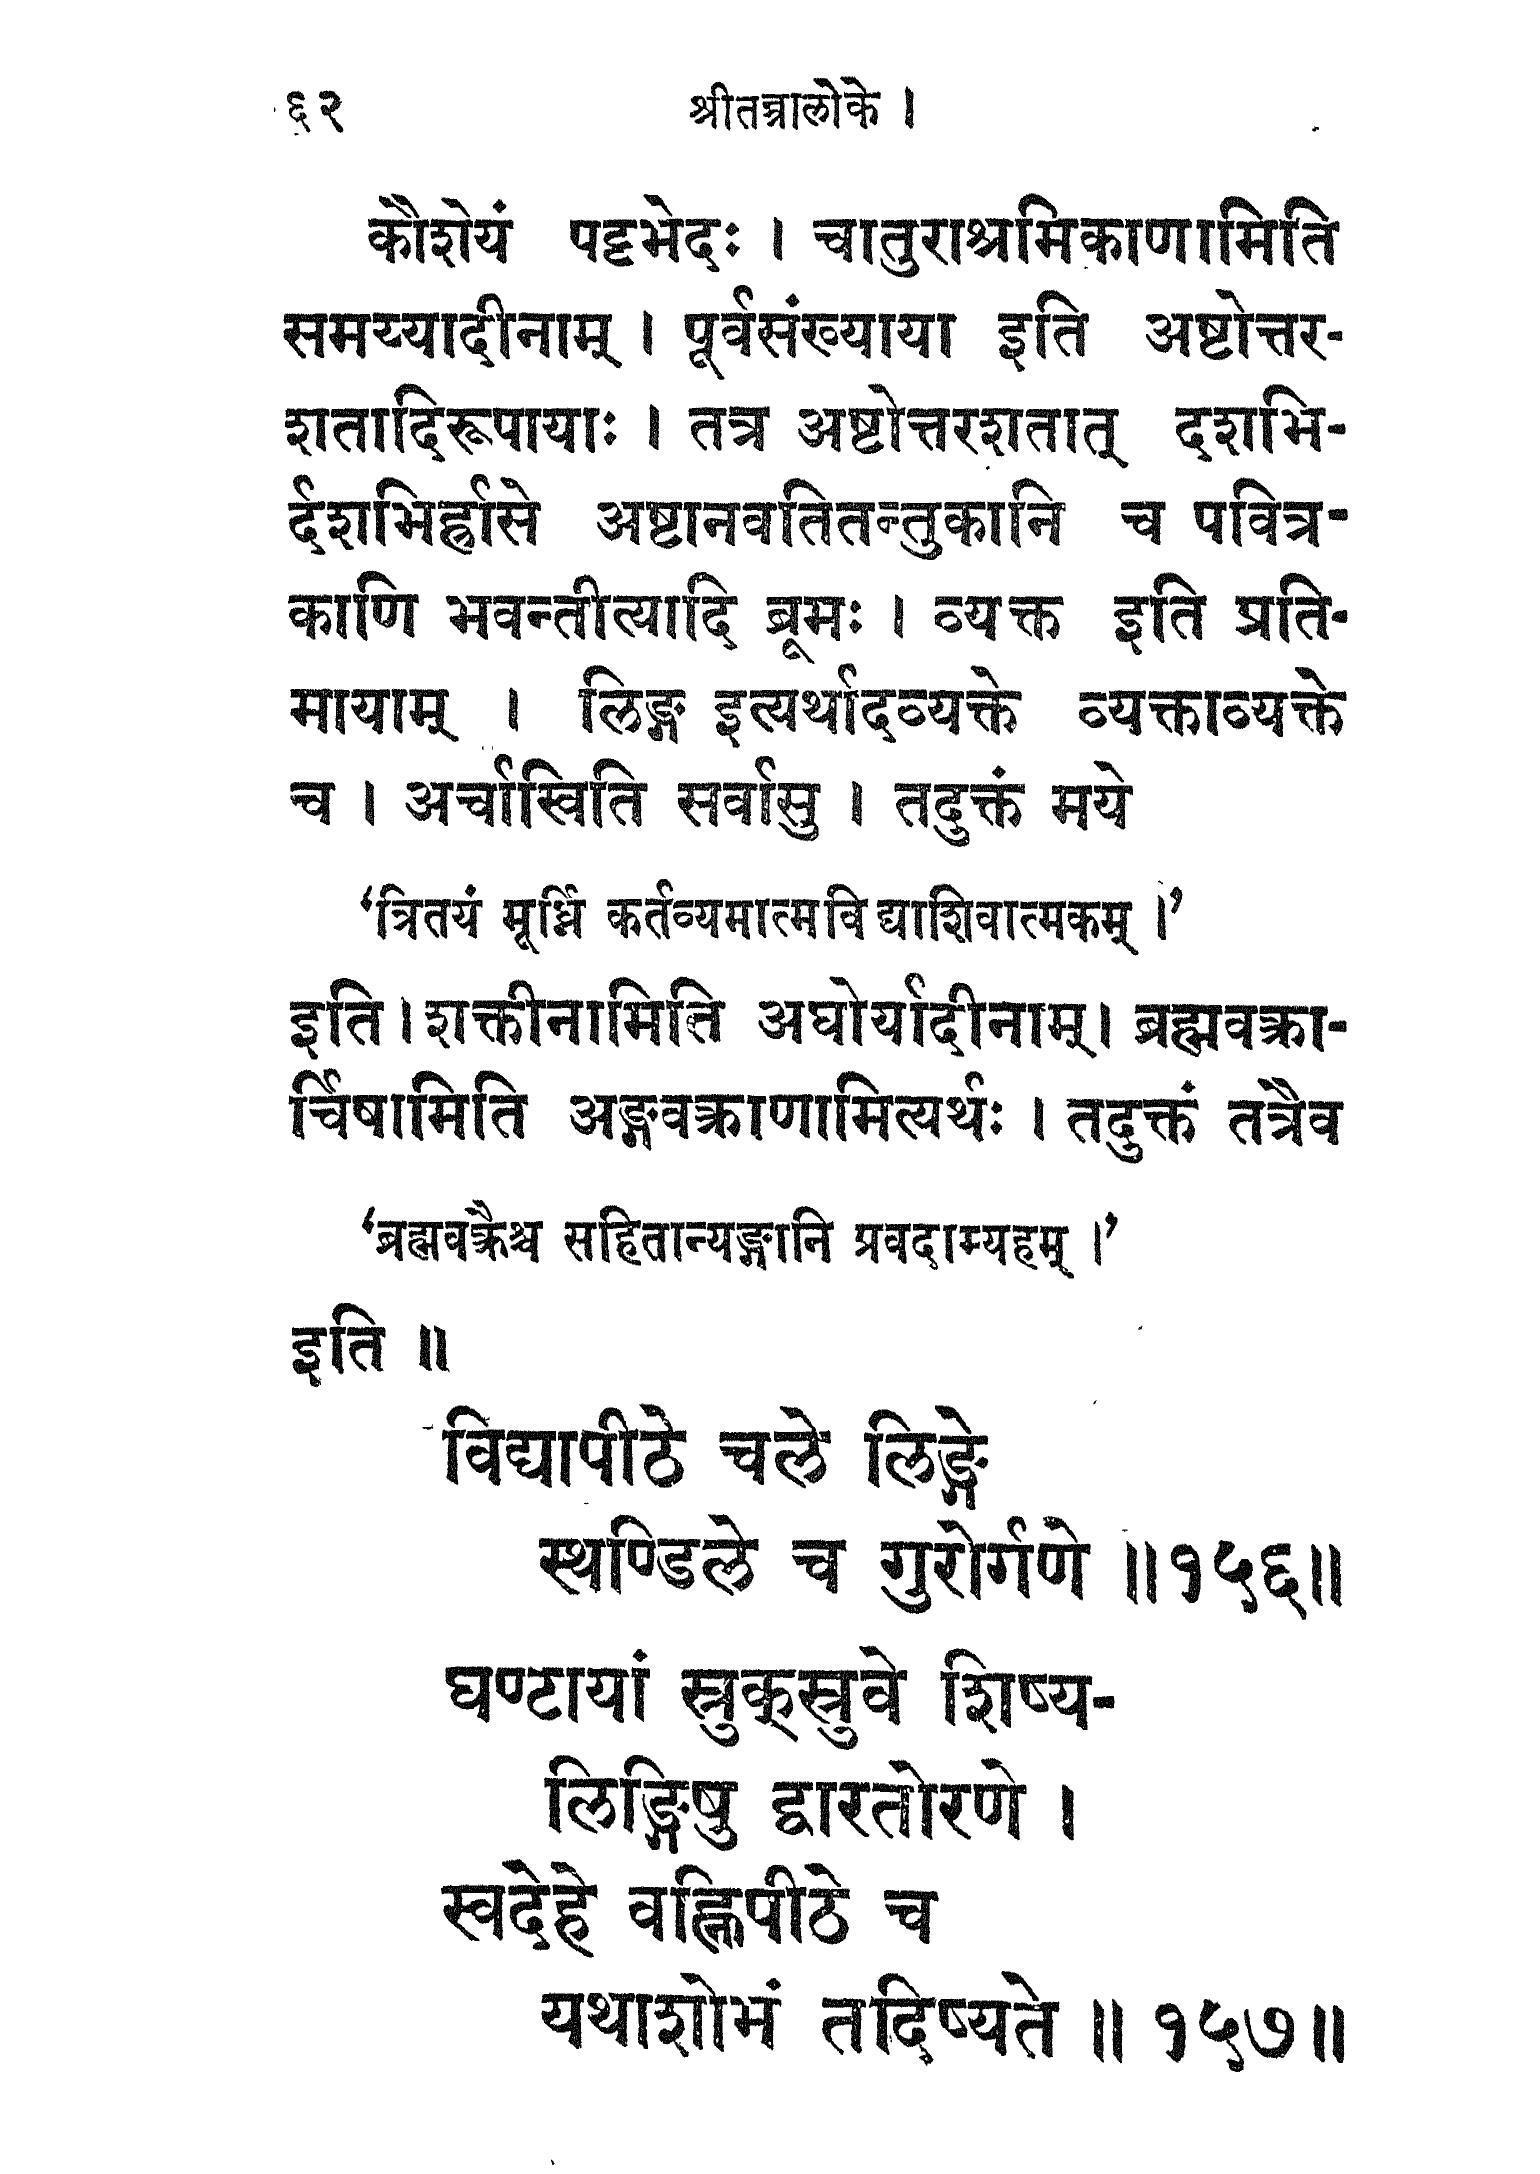 ६२ श्रीतन्त्रालोके ।
कौशेयं पट्टभेदः । चातुराश्रमिकाणामिति
समय्यादीनाम् । पूर्वसंख्याया इति अष्टोत्तर-
शतादिरूपायाः । तत्र अष्टोत्तरशतात् दशभि-
र्दशभिर्ह्रासे अष्टानवतितन्तुकानि च पवित्र-
काणि भवन्तीत्यादि ब्रूमः । व्यक्त इति प्रति-
मायाम् । लिङ्ग इत्यर्थादव्यक्ते व्यक्ताव्यक्ते
च । अर्चास्विति सर्वासु । तदुक्तं मये
‘त्रितयं मूर्ध्नि कर्तव्यमात्मविद्याशिवात्मकम् ।’
इति । शक्तीनामिति अघोर्यादीनाम् । ब्रह्मवक्त्रा-
र्चिषामिति अङ्गवक्त्राणामित्यर्थः । तदुक्तं तत्रैव
‘ब्रह्मवक्त्रैश्च सहितान्यङ्गानि प्रवदाम्यहम् ।’
इति ॥
विद्यापीठे चले लिङ्गे
स्थण्डिले च गुरोर्गणे ॥१५६॥
घण्टायां स्रुक्स्रुवे शिष्य-
लिङ्गिषु द्वारतोरणे ।
स्वदेहे वह्निपीठे च
यथाशोभं तदिष्यते ॥ १५७॥